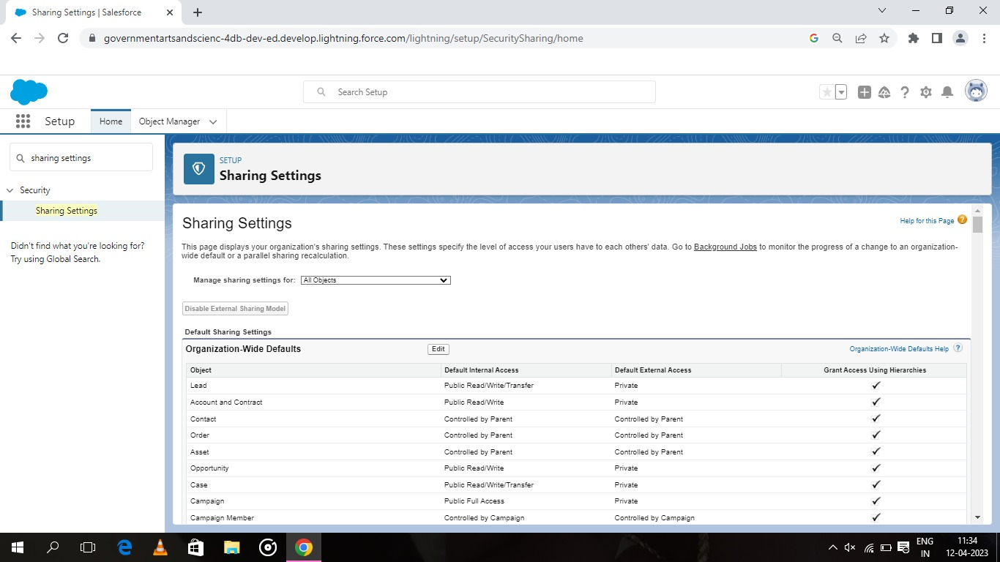 Sharing Settings | Salesforce
governmentartsandscienc-4db-dev-ed.develop.lightning.force.com/lightning/setup/SecuritySharing/home
Search Setup
Setup
Home
Object Manager
sharing settings
Security
Sharing Settings
Didn't find what you're looking for?
Try using Global Search.
SETUP
Sharing Settings
Sharing Settings
Help for this Page
This page displays your organization's sharing settings. These settings specify the level of access your users have to each others' data. Go to Background Jobs to monitor the progress of a change to an organization-
wide default or a parallel sharing recalculation.
Manage sharing settings for: All Objects
Disable External Sharing Model
Default Sharing Settings
Organization-Wide Defaults Edit Organization-Wide Defaults Help ?
Object Default Internal Access Default External Access Grant Access Using Hierarchies
Lead Public Read/Write/Transfer Private ✓
Account and Contract Public Read/Write Private ✓
Contact Controlled by Parent Controlled by Parent ✓
Order Controlled by Parent Controlled by Parent ✓
Asset Controlled by Parent Controlled by Parent ✓
Opportunity Public Read/Write Private ✓
Case Public Read/Write/Transfer Private ✓
Campaign Public Full Access Private ✓
Campaign Member Controlled by Campaign Controlled by Campaign ✓
ENG
IN
11:34
12-04-2023